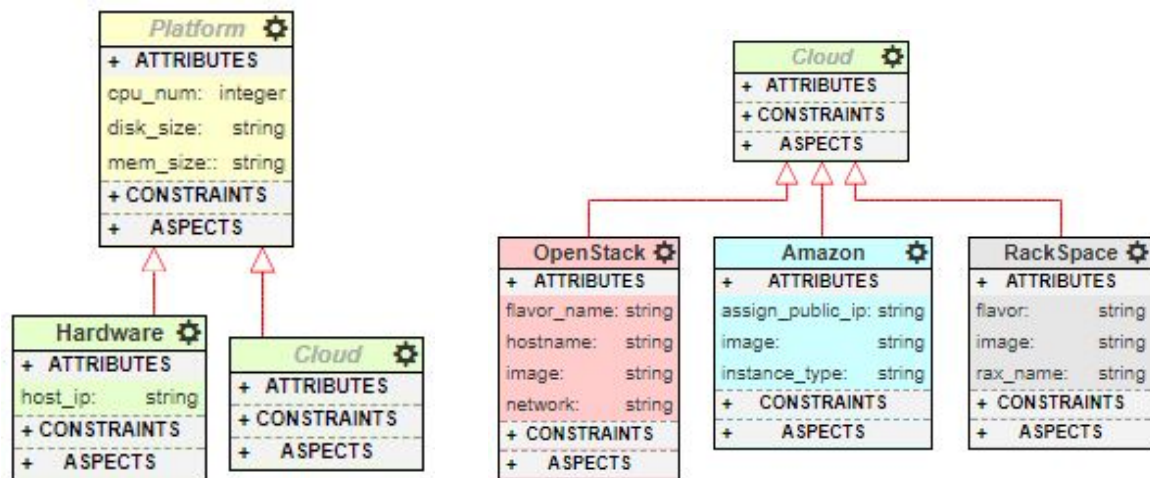 Platform
+ ATTRIBUTES
cpu_num: integer
disk_size: string
mem_size:: string
+ CONSTRAINTS
+ ASPECTS
Hardware
+ ATTRIBUTES
host_ip: string
+ CONSTRAINTS
+ ASPECTS
Cloud
+ ATTRIBUTES
+ CONSTRAINTS
+ ASPECTS
Cloud
+ ATTRIBUTES
+ CONSTRAINTS
+ ASPECTS
OpenStack
+ ATTRIBUTES
flavor_name: string
hostname: string
image: string
network: string
+ CONSTRAINTS
+ ASPECTS
Amazon
+ ATTRIBUTES
assign_public_ip: string
image: string
instance_type: string
+ CONSTRAINTS
+ ASPECTS
RackSpace
+ ATTRIBUTES
flavor: string
image: string
rax_name: string
+ CONSTRAINTS
+ ASPECTS